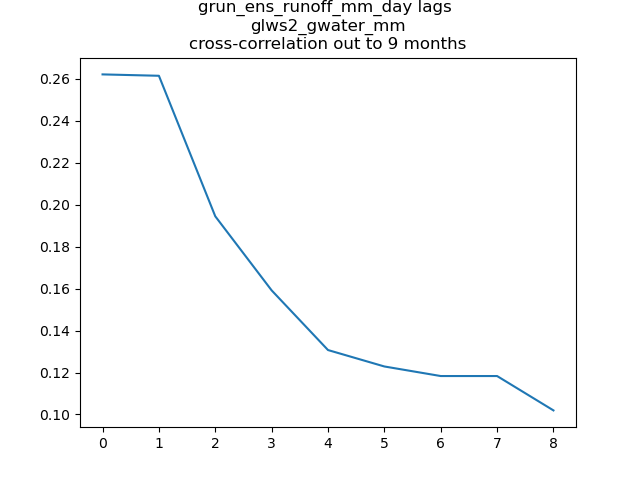 grun_ens_runoff_mm_day lags
glws2_gwater_mm
cross-correlation out to 9 months
0.26
0.24
0.22
0.20
0.18
0.16
0.14
0.12
0.10
0 1 2 3 4 5 6 7 8